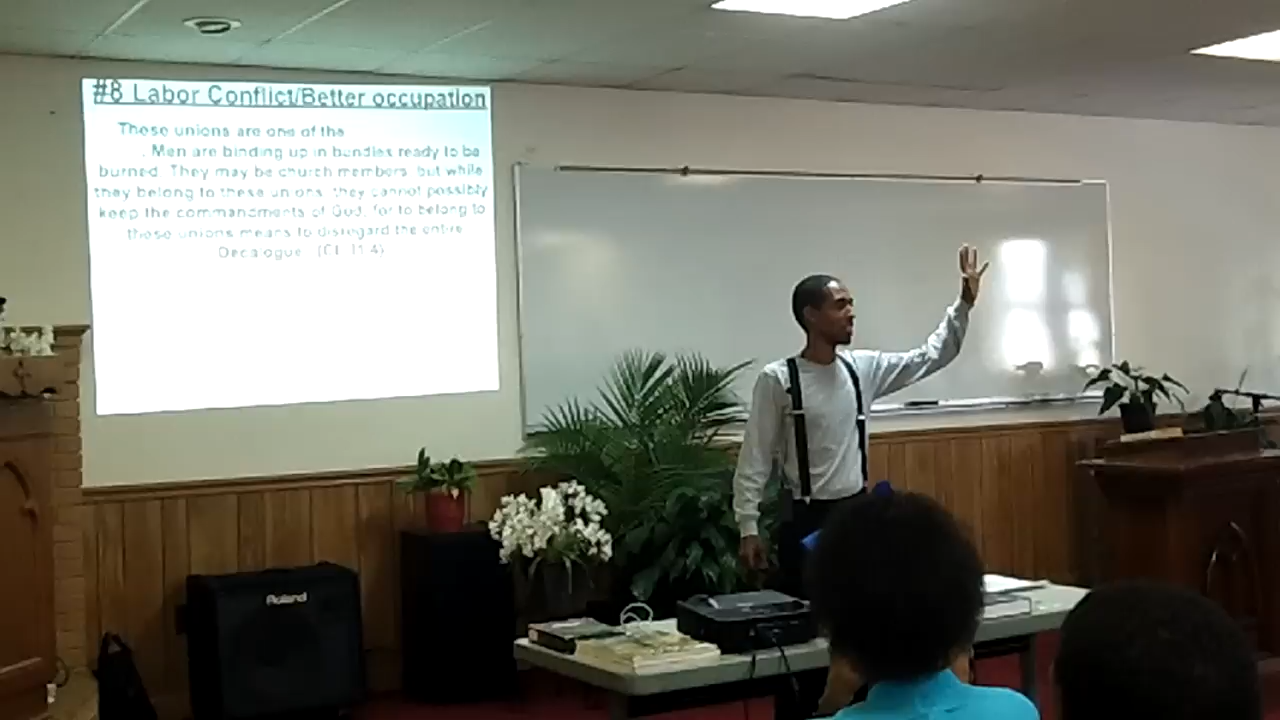 #8 Labor Conflict/Better occupation
These unions are one of the
. Men are binding up in bundles ready to be
burned. They may be church members, but while
they belong to these unions, they cannot possibly
keep the commandments of God; for to belong to
these unions means to disregard the entire
Decalogue. (CL 11.4)
Roland